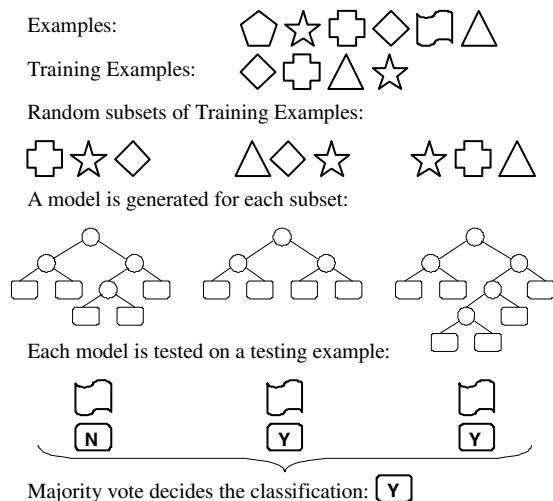 Examples:
Training Examples:
Random subsets of Training Examples:
A model is generated for each subset:
Each model is tested on a testing example:
N Y Y
Majority vote decides the classification: Y